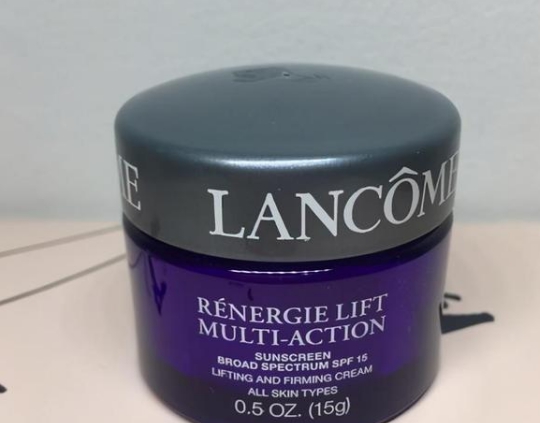 ME LANCÔME
RÉNERGIE LIFT
MULTI-ACTION
SUNSCREEN
BROAD SPECTRUM SPF 15
LIFTING AND FIRMING CREAM
ALL SKIN TYPES
0.5 OZ. (15g)